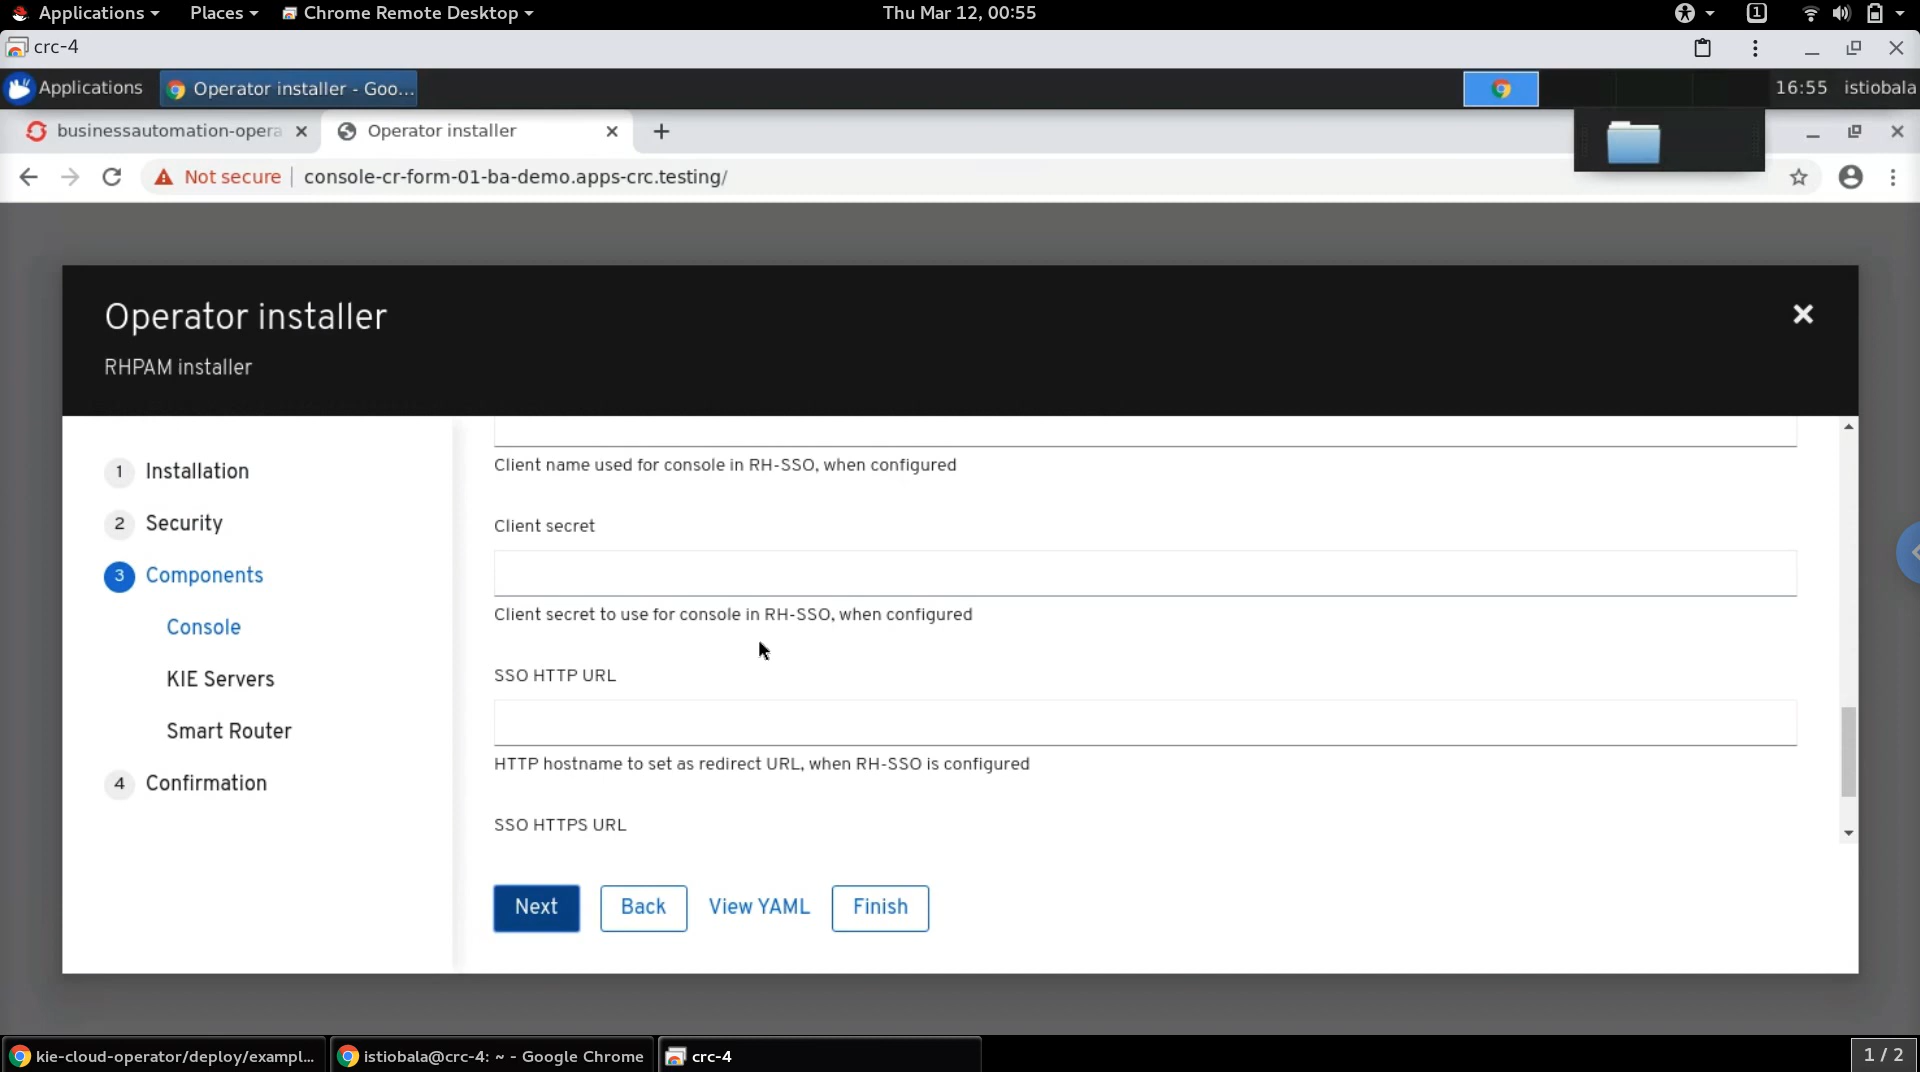 Applications Places Chrome Remote Desktop Thu Mar 12, 00:55 1
crc-4
Applications Operator installer - Goo... 16:55 istiobala
businessautomation-opera Operator installer
Not secure console-cr-form-01-ba-demo.apps-crc.testing/
Operator installer
RHPAM installer
1 Installation
2 Security
3 Components
Console
KIE Servers
Smart Router
4 Confirmation
Client name used for console in RH-SSO, when configured
Client secret
Client secret to use for console in RH-SSO, when configured
SSO HTTP URL
HTTP hostname to set as redirect URL, when RH-SSO is configured
SSO HTTPS URL
Next Back View YAML Finish
kie-cloud-operator/deploy/exampl... istiobala@crc-4: ~ - Google Chrome crc-4 1 / 2